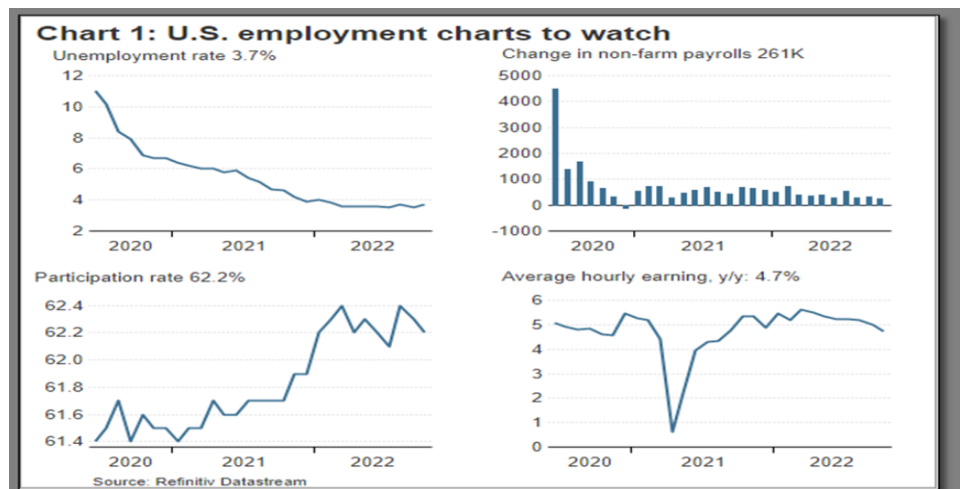 Chart 1: U.S. employment charts to watch
Unemployment rate 3.7%
12
10
8
6
4
2
2020 2021 2022
Change in non-farm payrolls 261K
5000
4000
3000
2000
1000
0
-1000
2020 2021 2022
Participation rate 62.2%
62.4
62.2
62.0
61.8
61.6
61.4
2020 2021 2022
Average hourly earning, y/y: 4.7%
6
5
4
3
2
1
0
2020 2021 2022
Source: Refinitiv Datastream